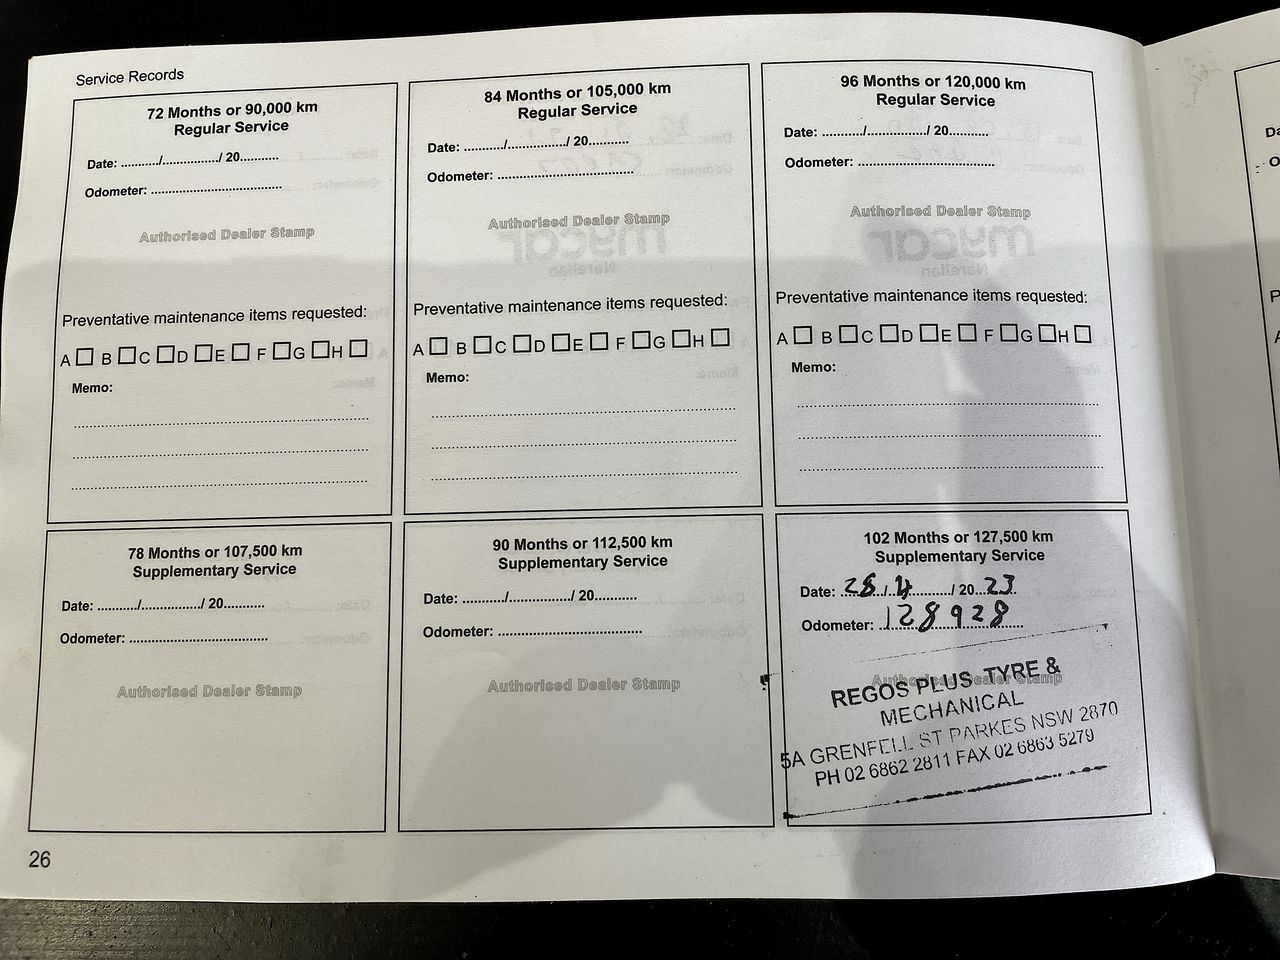 Service Records
72 Months or 90,000 km
Regular Service
Date: ........../.............../ 20..........
Odometer: ..................................
Authorised Dealer Stamp
Preventative maintenance items requested:
A B C D E F G H
Memo:
84 Months or 105,000 km
Regular Service
Date: ........../.............../ 20..........
Odometer: ..................................
Authorised Dealer Stamp
Preventative maintenance items requested:
A B C D E F G H
Memo:
96 Months or 120,000 km
Regular Service
Date: ........../.............../ 20..........
Odometer: ..................................
Authorised Dealer Stamp
Preventative maintenance items requested:
A B C D E F G H
Memo:
78 Months or 107,500 km
Supplementary Service
Date: ........../.............../ 20..........
Odometer: ..................................
Authorised Dealer Stamp
90 Months or 112,500 km
Supplementary Service
Date: ........../.............../ 20..........
Odometer: ..................................
Authorised Dealer Stamp
102 Months or 127,500 km
Supplementary Service
Date: 28 / 4 / 20 23
Odometer: 128928
Authorised Dealer Stamp
REGOS PLUS TYRE &
MECHANICAL
5A GRENFELL ST PARKES NSW 2870
PH 02 6862 2811 FAX 02 6863 5279
26